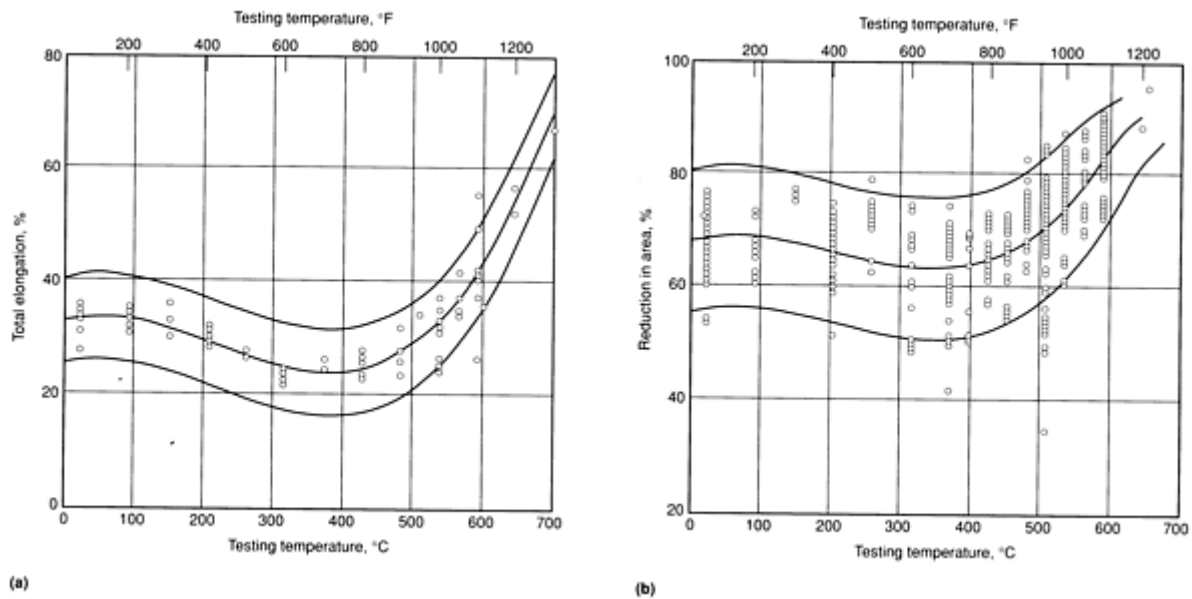 Testing temperature, °F
200 400 600 800 1000 1200
80
60
40
20
0
Total elongation, %
0 100 200 300 400 500 600 700
Testing temperature, °C
(a)
Testing temperature, °F
200 400 600 800 1000 1200
100
80
60
40
20
Reduction in area, %
0 100 200 300 400 500 600 700
Testing temperature, °C
(b)